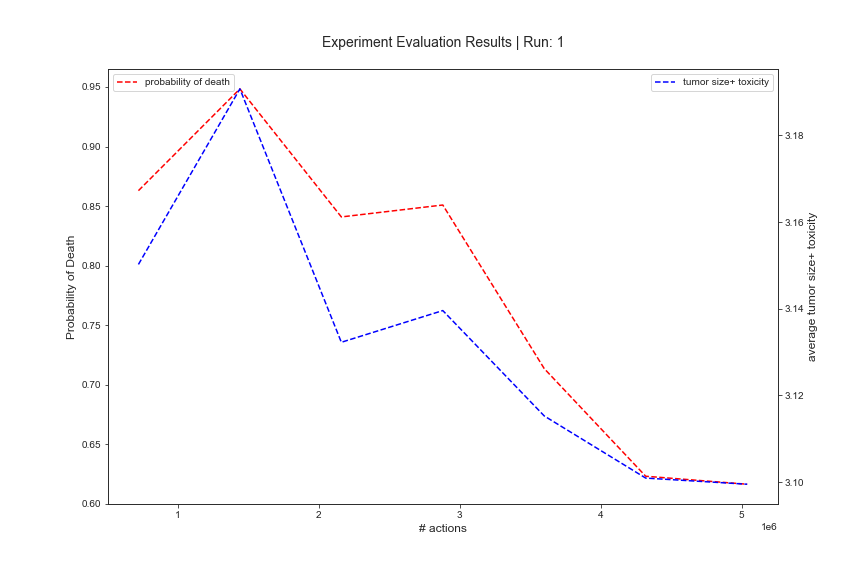 Experiment Evaluation Results | Run: 1
probability of death
tumor size+ toxicity
0.95
0.90
0.85
0.80
0.75
0.70
0.65
0.60
Probability of Death
3.18
3.16
3.14
3.12
3.10
average tumor size+ toxicity
1 2 3 4 5
1e6
# actions